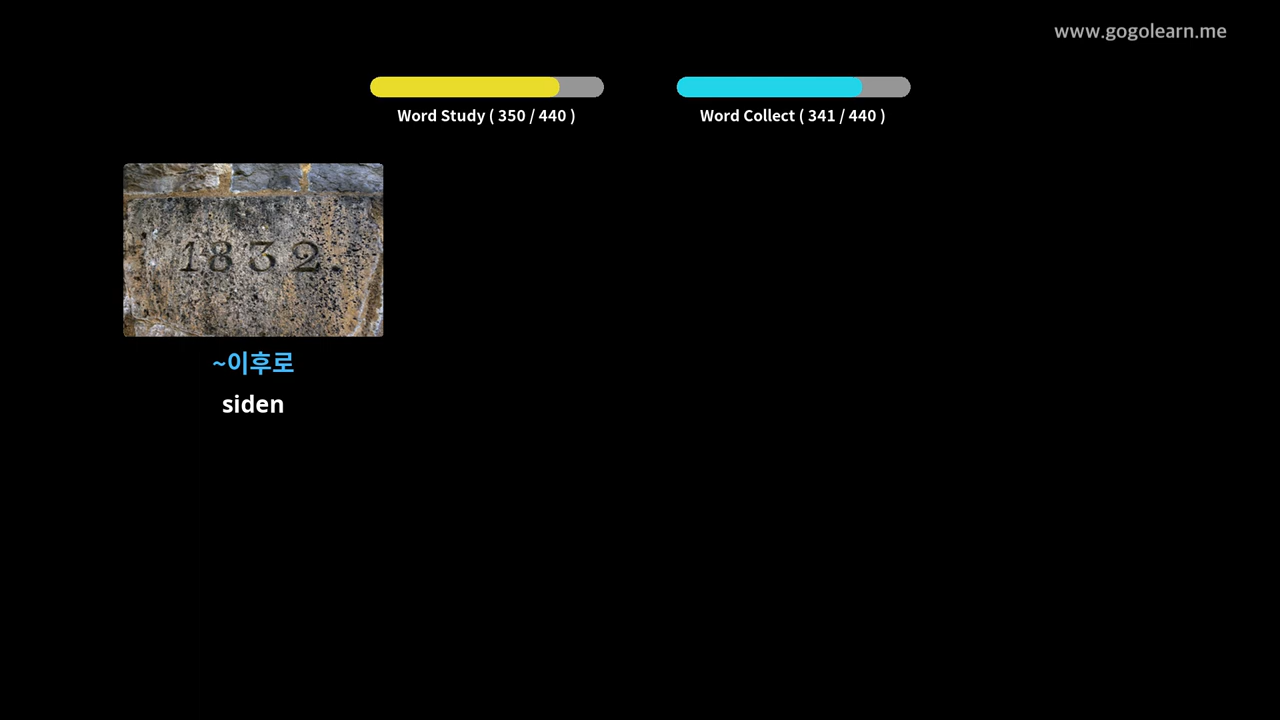 www.gogolearn.me
Word Study ( 350 / 440 )
Word Collect ( 341 / 440 )
1832.
~이후로
siden